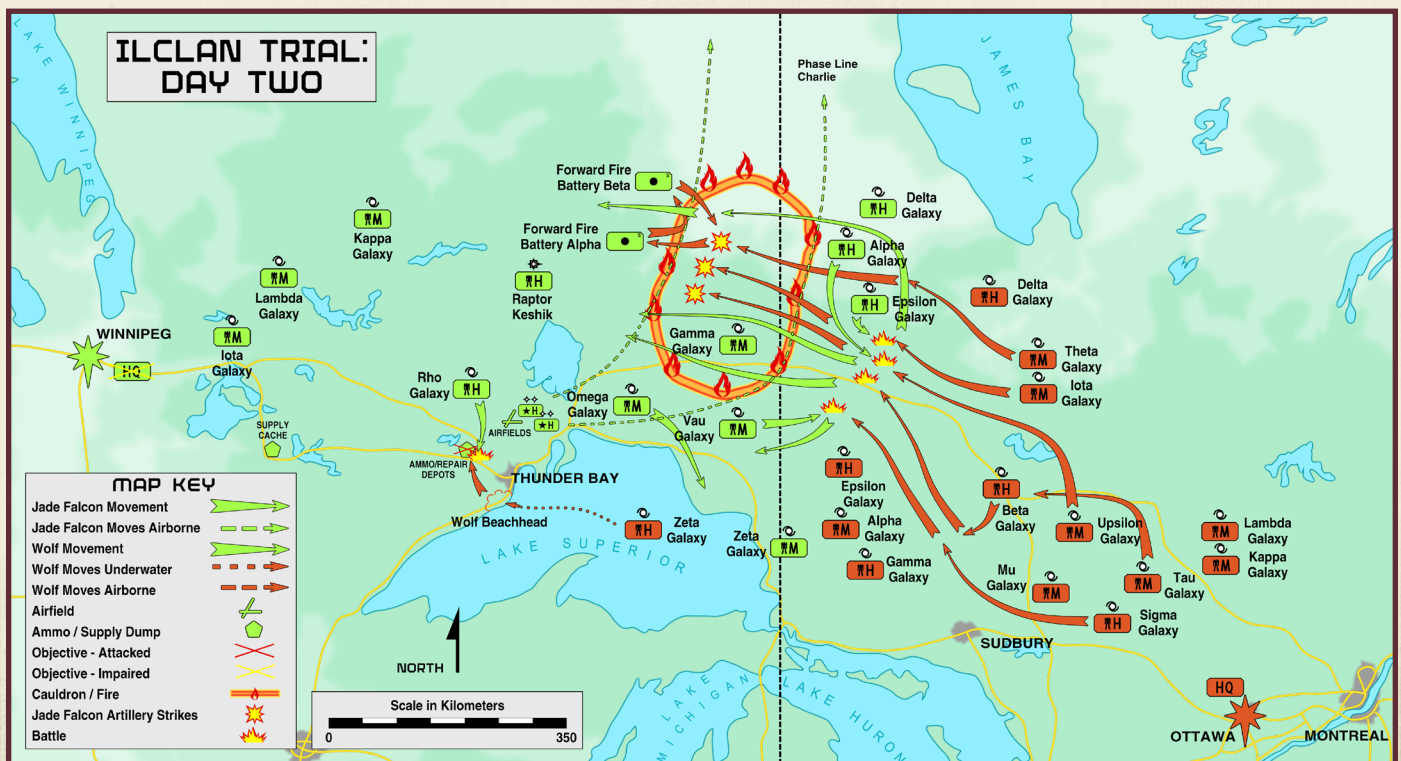 ILCLAN TRIAL:
DAY TWO
LAKE WINNIPEG
JAMES BAY
Phase Line
Charlie
Forward Fire
Battery Beta
Forward Fire
Battery Alpha
Kappa
Galaxy
Lambda
Galaxy
Iota
Galaxy
WINNIPEG
HQ
Raptor
Keshik
Delta
Galaxy
Alpha
Galaxy
Epsilon
Galaxy
Gamma
Galaxy
Delta
Galaxy
Theta
Galaxy
Iota
Galaxy
Rho
Galaxy
Omega
Galaxy
Vau
Galaxy
AIRFIELDS
SUPPLY
CACHE
AMMO/REPAIR
DEPOTS
THUNDER BAY
Wolf Beachhead
Zeta
Galaxy
LAKE SUPERIOR
Zeta
Galaxy
Epsilon
Galaxy
Alpha
Galaxy
Gamma
Galaxy
Beta
Galaxy
Upsilon
Galaxy
Lambda
Galaxy
Kappa
Galaxy
Mu
Galaxy
Tau
Galaxy
Sigma
Galaxy
SUDBURY
HQ
OTTAWA
MONTREAL
LAKE
MICHIGAN
LAKE HURON
NORTH
Scale in Kilometers
0 350
MAP KEY
Jade Falcon Movement
Jade Falcon Moves Airborne
Wolf Movement
Wolf Moves Underwater
Wolf Moves Airborne
Airfield
Ammo / Supply Dump
Objective - Attacked
Objective - Impaired
Cauldron / Fire
Jade Falcon Artillery Strikes
Battle